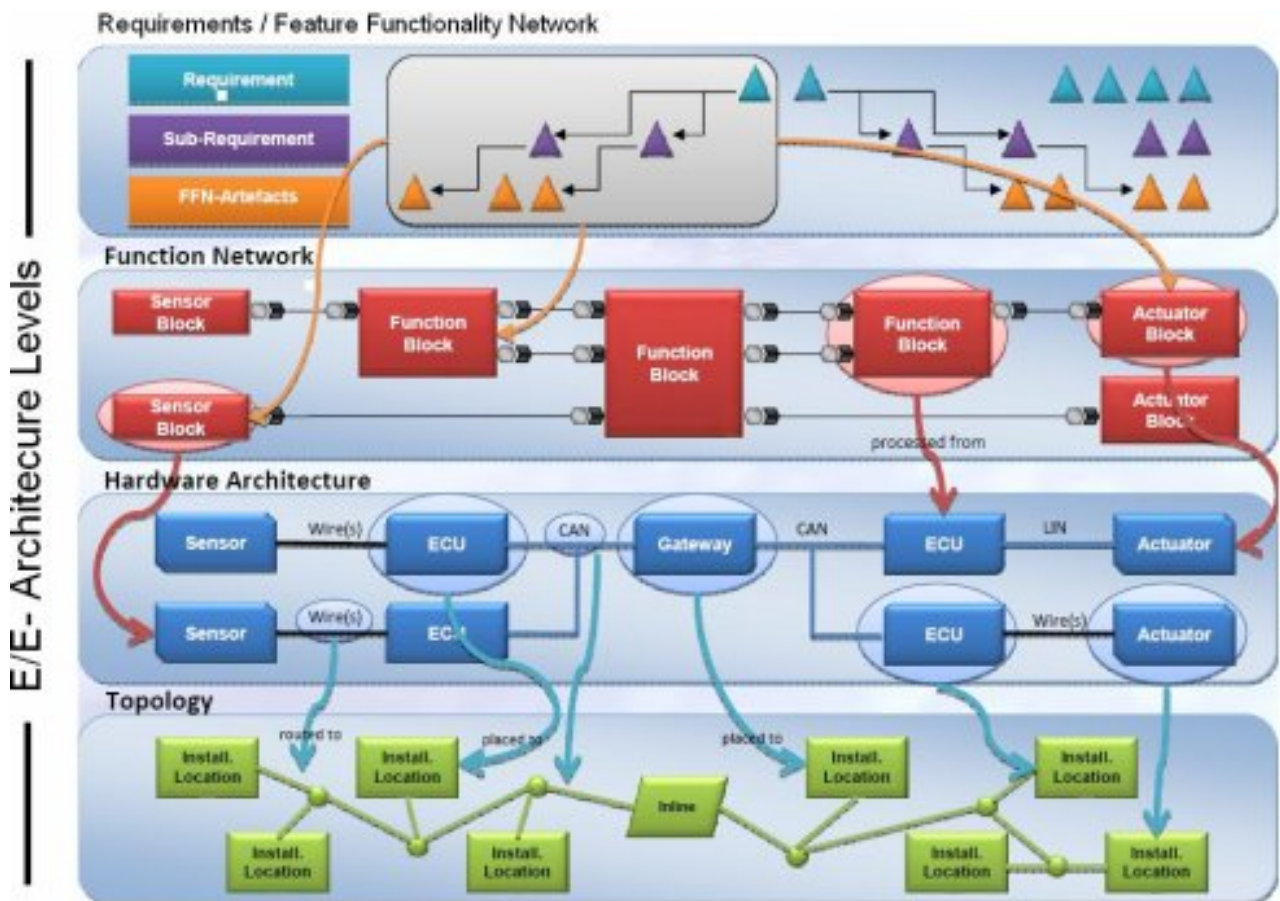 Requirements / Feature Functionality Network
Requirement
Sub-Requirement
FFN-Artefacts
E/E- Architecure Levels
Function Network
Sensor
Block
Function
Block
Function
Block
Function
Block
Actuator
Block
Sensor
Block
Actuator
Block
processed from
Hardware Architecture
Sensor
Wire(s)
ECU
CAN
Gateway
CAN
ECU
LIN
Actuator
Sensor
Wire(s)
ECU
ECU
Wire(s)
Actuator
Topology
routed to
placed to
placed to
Install.
Location
Install.
Location
Inline
Install.
Location
Install.
Location
Install.
Location
Install.
Location
Install.
Location
Install.
Location